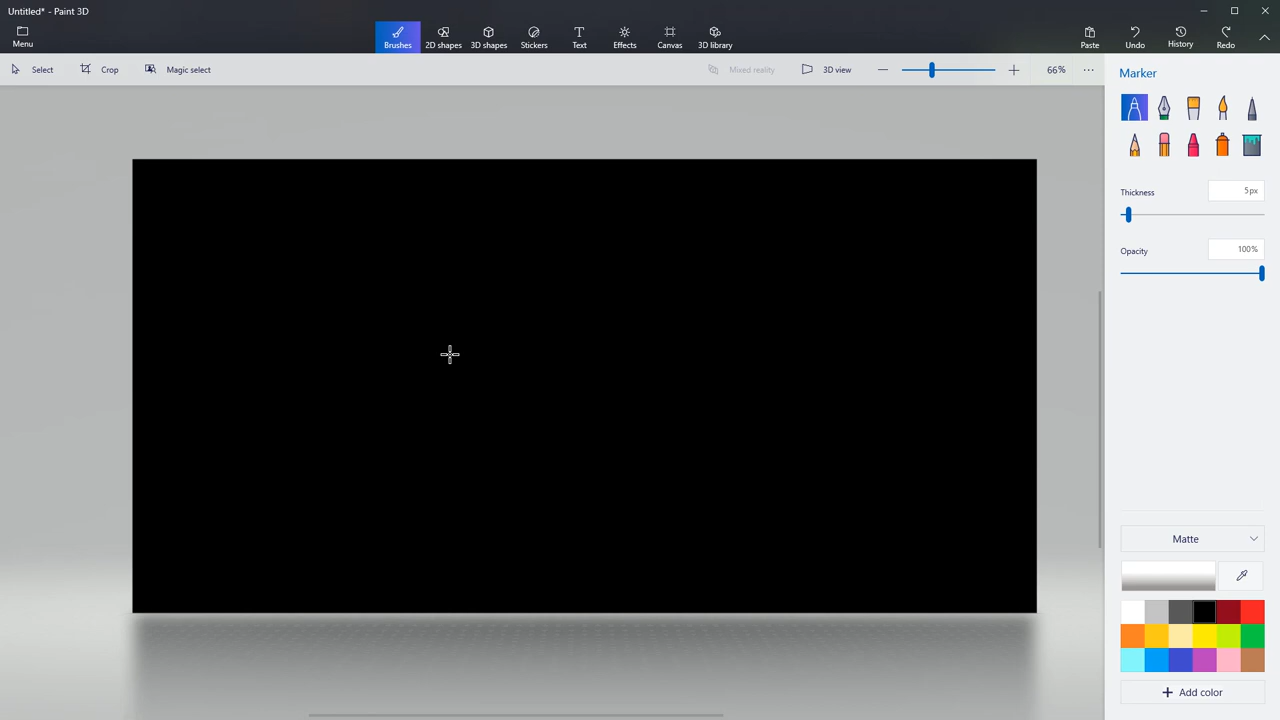 Untitled* - Paint 3D
Menu
Brushes
2D shapes
3D shapes
Stickers
Text
Effects
Canvas
3D library
Paste
Undo
History
Redo
Select
Crop
Magic select
Mixed reality
3D view
66%
Marker
Thickness
5px
Opacity
100%
Matte
Add color